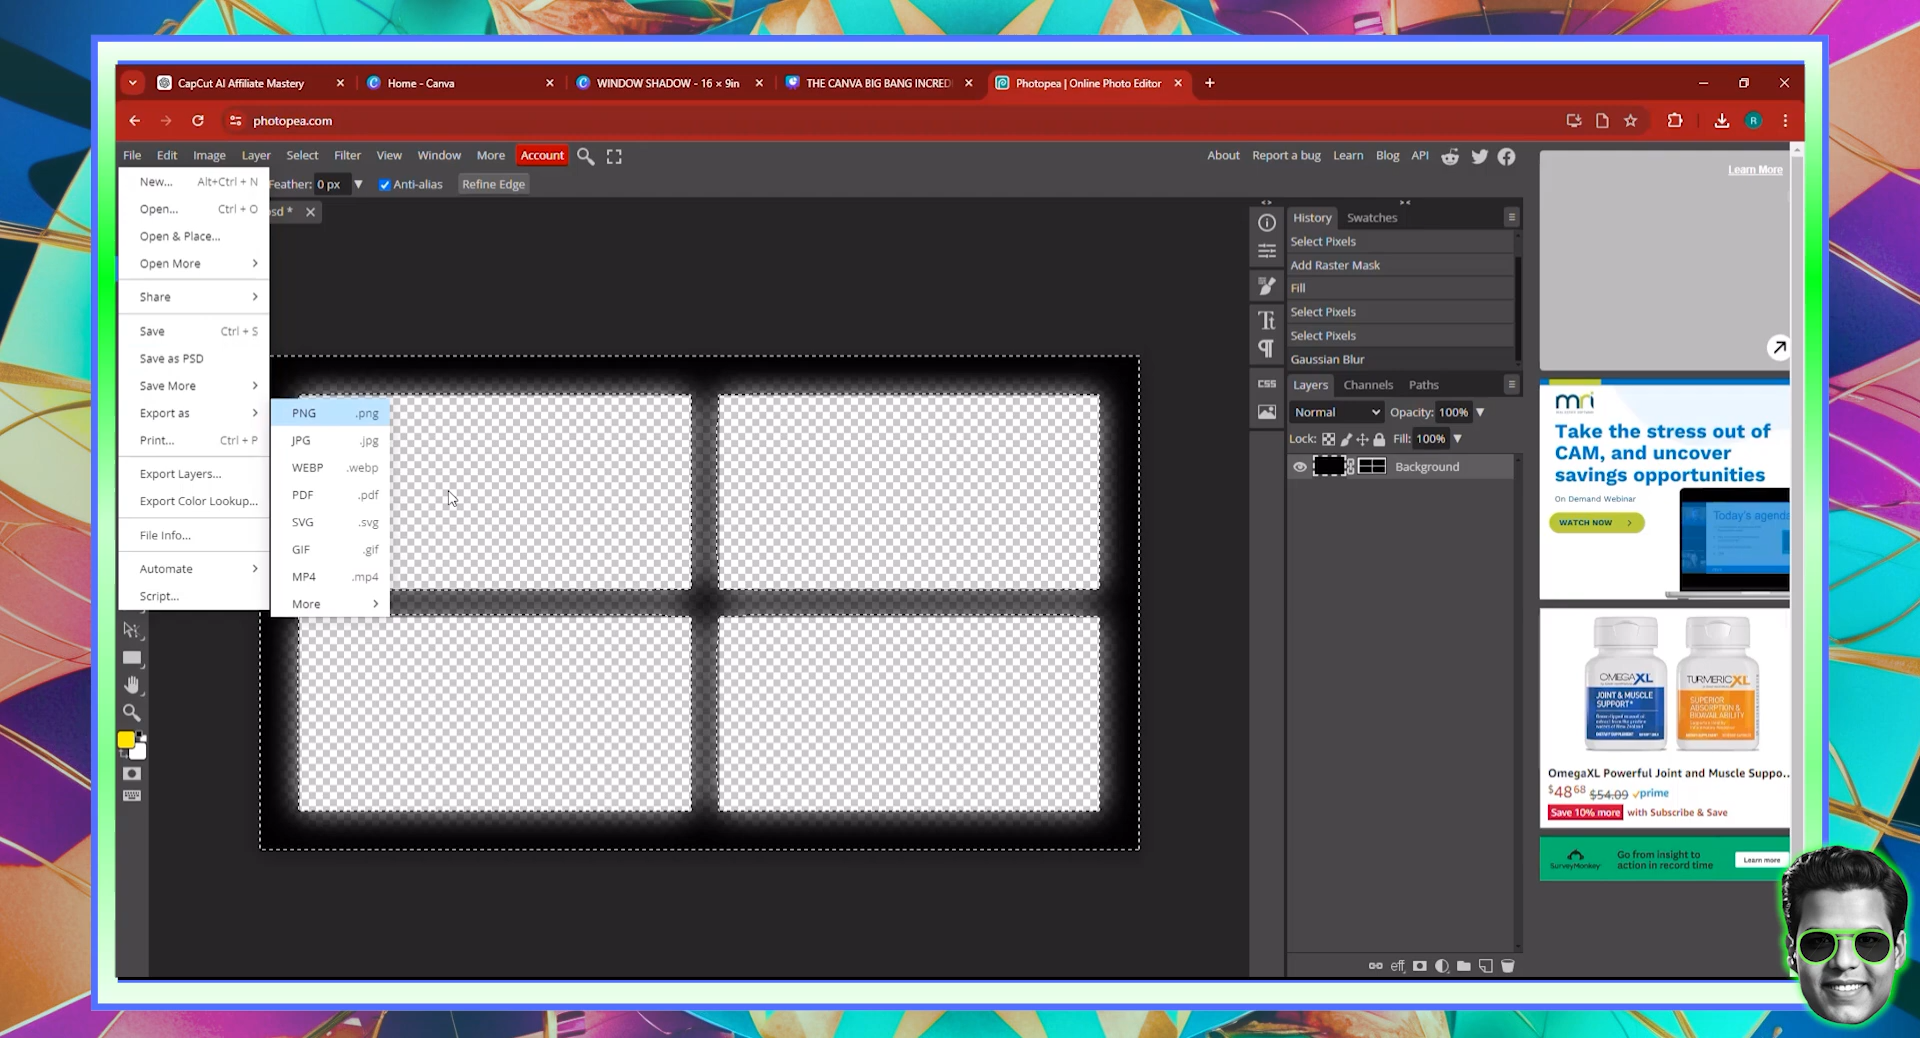 CapCut AI Affiliate Mastery
Home - Canva
WINDOW SHADOW - 16 × 9in
THE CANVA BIG BANG INCRED
Photopea | Online Photo Editor
photopea.com
R
File Edit Image Layer Select Filter View Window More Account
About Report a bug Learn Blog API
Feather: 0 px Anti-alias Refine Edge
sd *
New... Alt+Ctrl + N
Open... Ctrl + O
Open & Place...
Open More
Share
Save Ctrl + S
Save as PSD
Save More
Export as
Print... Ctrl + P
Export Layers...
Export Color Lookup...
File Info...
Automate
Script...
PNG .png
JPG .jpg
WEBP .webp
PDF .pdf
SVG .svg
GIF .gif
MP4 .mp4
More
CSS
History Swatches
Select Pixels
Add Raster Mask
Fill
Select Pixels
Select Pixels
Gaussian Blur
Layers Channels Paths
Normal Opacity: 100%
Lock: Fill: 100%
Background
eff
Learn More
mri
Take the stress out of
CAM, and uncover
savings opportunities
On Demand Webinar
WATCH NOW
Today's agenda
OMEGAXL
JOINT & MUSCLE
SUPPORT*
TURMERICXL
SUPERIOR
ABSORPTION &
BIOAVAILABILITY
OmegaXL Powerful Joint and Muscle Suppo...
$48 68 $54.09 prime
Save 10% more with Subscribe & Save
SurveyMonkey
Go from insight to
action in record time
Learn more